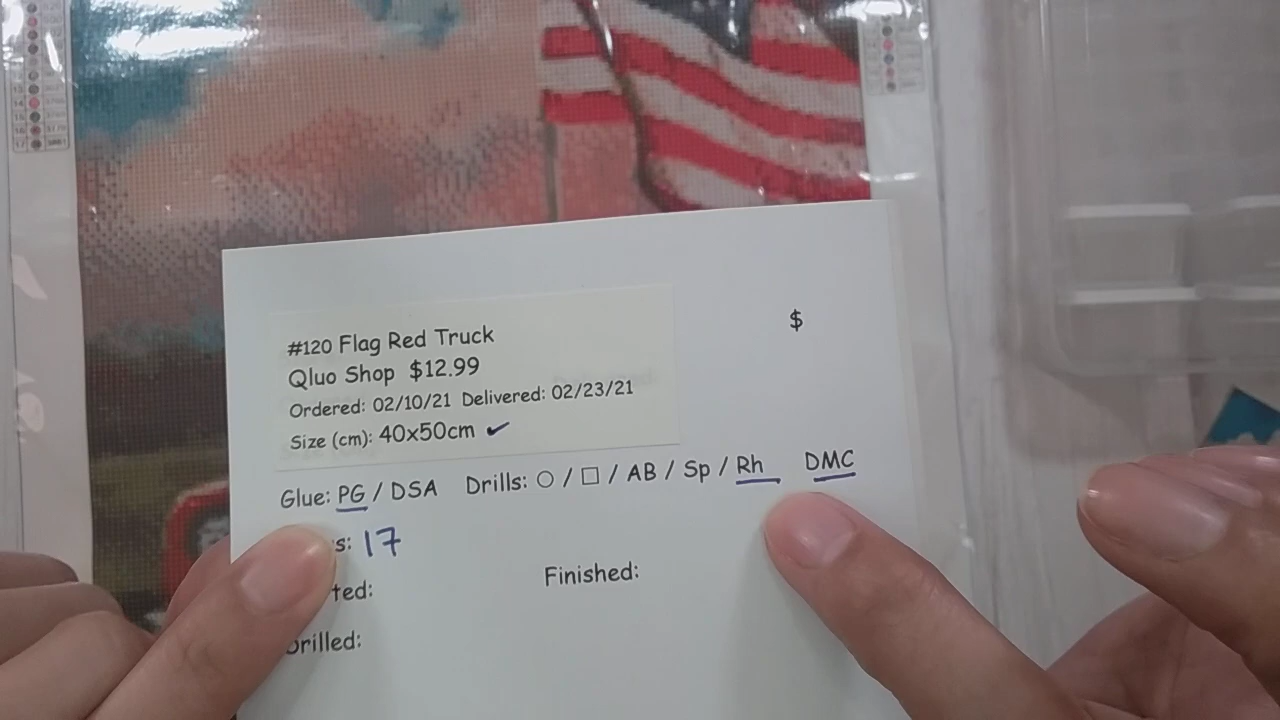 #120 Flag Red Truck
Qluo Shop $12.99
Ordered: 02/10/21 Delivered: 02/23/21
Size (cm): 40x50cm ✓
$
Glue: PG / DSA Drills: ○ / □ / AB / Sp / Rh DMC
s: 17
ted:
Finished:
Drilled: